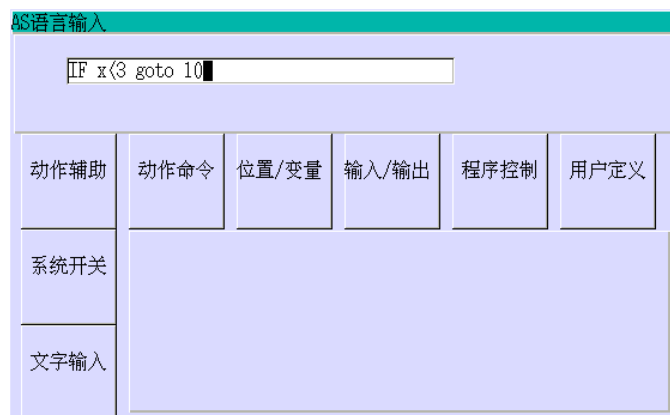 AS语言输入
IF x<3 goto 10
动作辅助 动作命令 位置/变量 输入/输出 程序控制 用户定义
系统开关
文字输入